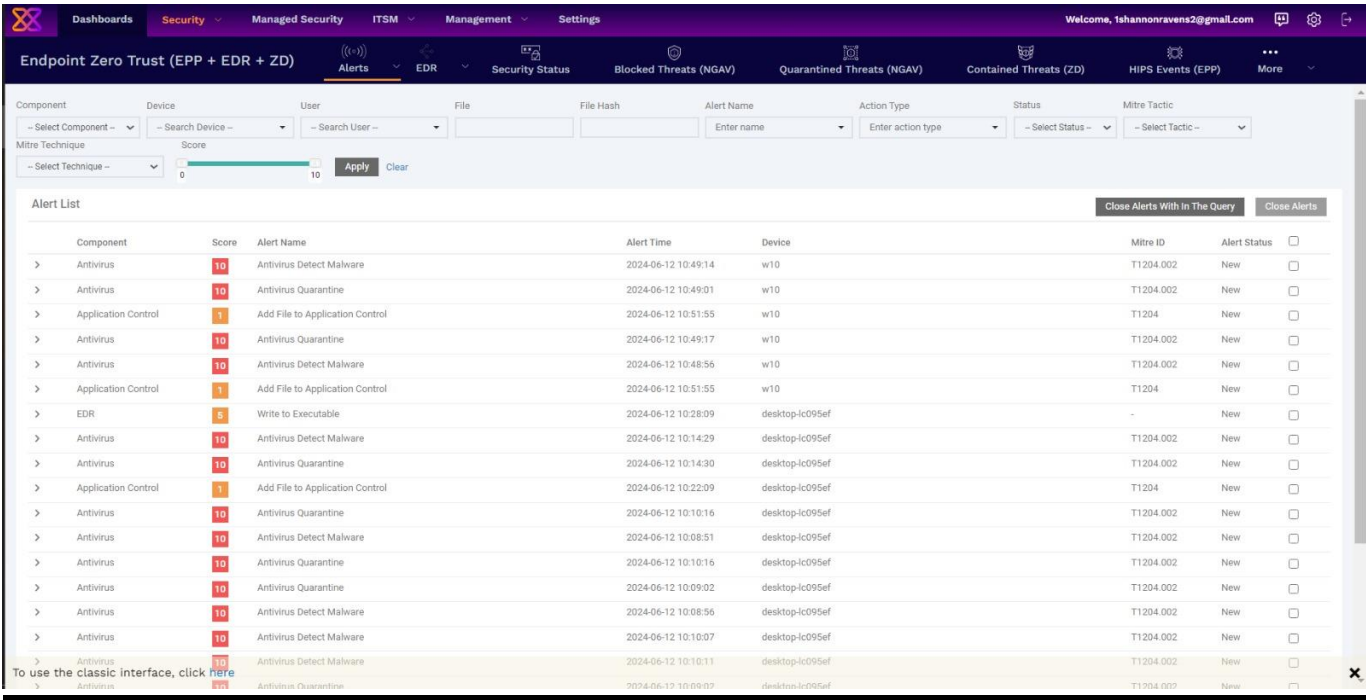 Dashboards Security Managed Security ITSM Management Settings Welcome, 1shannonravens2@gmail.com
Endpoint Zero Trust (EPP + EDR + ZD) Alerts EDR Security Status Blocked Threats (NGAV) Quarantined Threats (NGAV) Contained Threats (ZD) HIPS Events (EPP) More
Component Device User File File Hash Alert Name Action Type Status Mitre Tactic
-- Select Component -- -- Search Device -- -- Search User -- Enter name Enter action type -- Select Status -- -- Select Tactic --
Mitre Technique Score
-- Select Technique -- 0 10 Apply Clear
Alert List Close Alerts With In The Query Close Alerts
Component Score Alert Name Alert Time Device Mitre ID Alert Status
Antivirus 10 Antivirus Detect Malware 2024-06-12 10:49:14 w10 T1204.002 New
Antivirus 10 Antivirus Quarantine 2024-06-12 10:49:01 w10 T1204.002 New
Application Control 1 Add File to Application Control 2024-06-12 10:51:55 w10 T1204 New
Antivirus 10 Antivirus Quarantine 2024-06-12 10:49:17 w10 T1204.002 New
Antivirus 10 Antivirus Detect Malware 2024-06-12 10:48:56 w10 T1204.002 New
Application Control 1 Add File to Application Control 2024-06-12 10:51:55 w10 T1204 New
EDR 5 Write to Executable 2024-06-12 10:28:09 desktop-lc095ef - New
Antivirus 10 Antivirus Detect Malware 2024-06-12 10:14:29 desktop-lc095ef T1204.002 New
Antivirus 10 Antivirus Quarantine 2024-06-12 10:14:30 desktop-lc095ef T1204.002 New
Application Control 1 Add File to Application Control 2024-06-12 10:22:09 desktop-lc095ef T1204 New
Antivirus 10 Antivirus Quarantine 2024-06-12 10:10:16 desktop-lc095ef T1204.002 New
Antivirus 10 Antivirus Detect Malware 2024-06-12 10:08:51 desktop-lc095ef T1204.002 New
Antivirus 10 Antivirus Quarantine 2024-06-12 10:10:16 desktop-lc095ef T1204.002 New
Antivirus 10 Antivirus Quarantine 2024-06-12 10:09:02 desktop-lc095ef T1204.002 New
Antivirus 10 Antivirus Detect Malware 2024-06-12 10:08:56 desktop-lc095ef T1204.002 New
Antivirus 10 Antivirus Detect Malware 2024-06-12 10:10:07 desktop-lc095ef T1204.002 New
Antivirus 10 Antivirus Detect Malware 2024-06-12 10:10:11 desktop-lc095ef T1204.002 New
To use the classic interface, click here
Antivirus 10 Antivirus Quarantine 2024-06-12 10:09:02 desktop-lc095ef T1204.002 New